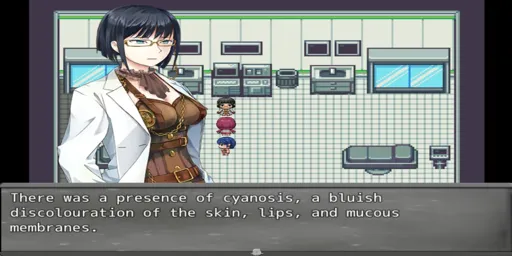 There was a presence of cyanosis, a bluish
discolouration of the skin, lips, and mucous
membranes.